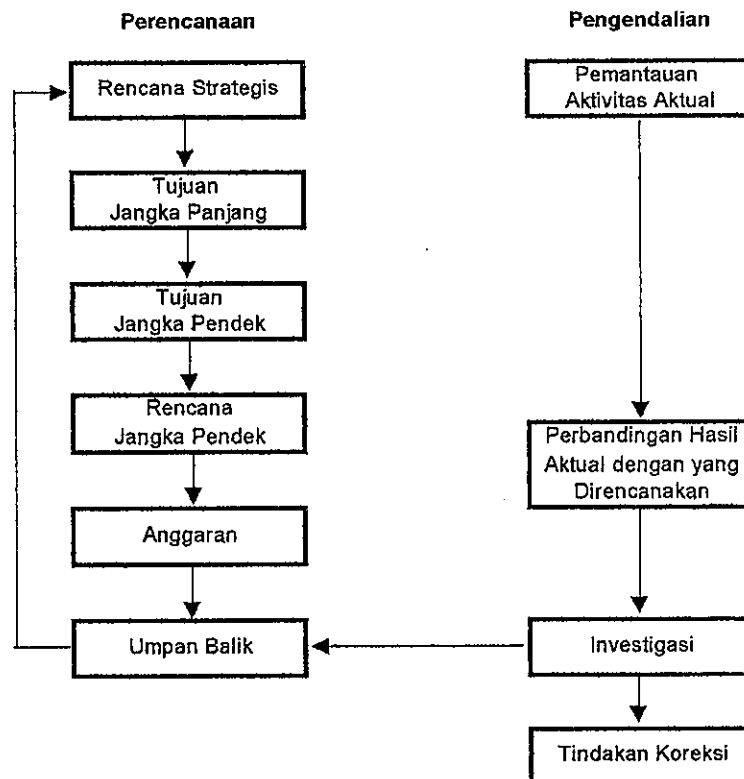 Perencanaan
Rencana Strategis
Tujuan
Jangka Panjang
Tujuan
Jangka Pendek
Rencana
Jangka Pendek
Anggaran
Umpan Balik
Pengendalian
Pemantauan
Aktivitas Aktual
Perbandingan Hasil
Aktual dengan yang
Direncanakan
Investigasi
Tindakan Koreksi